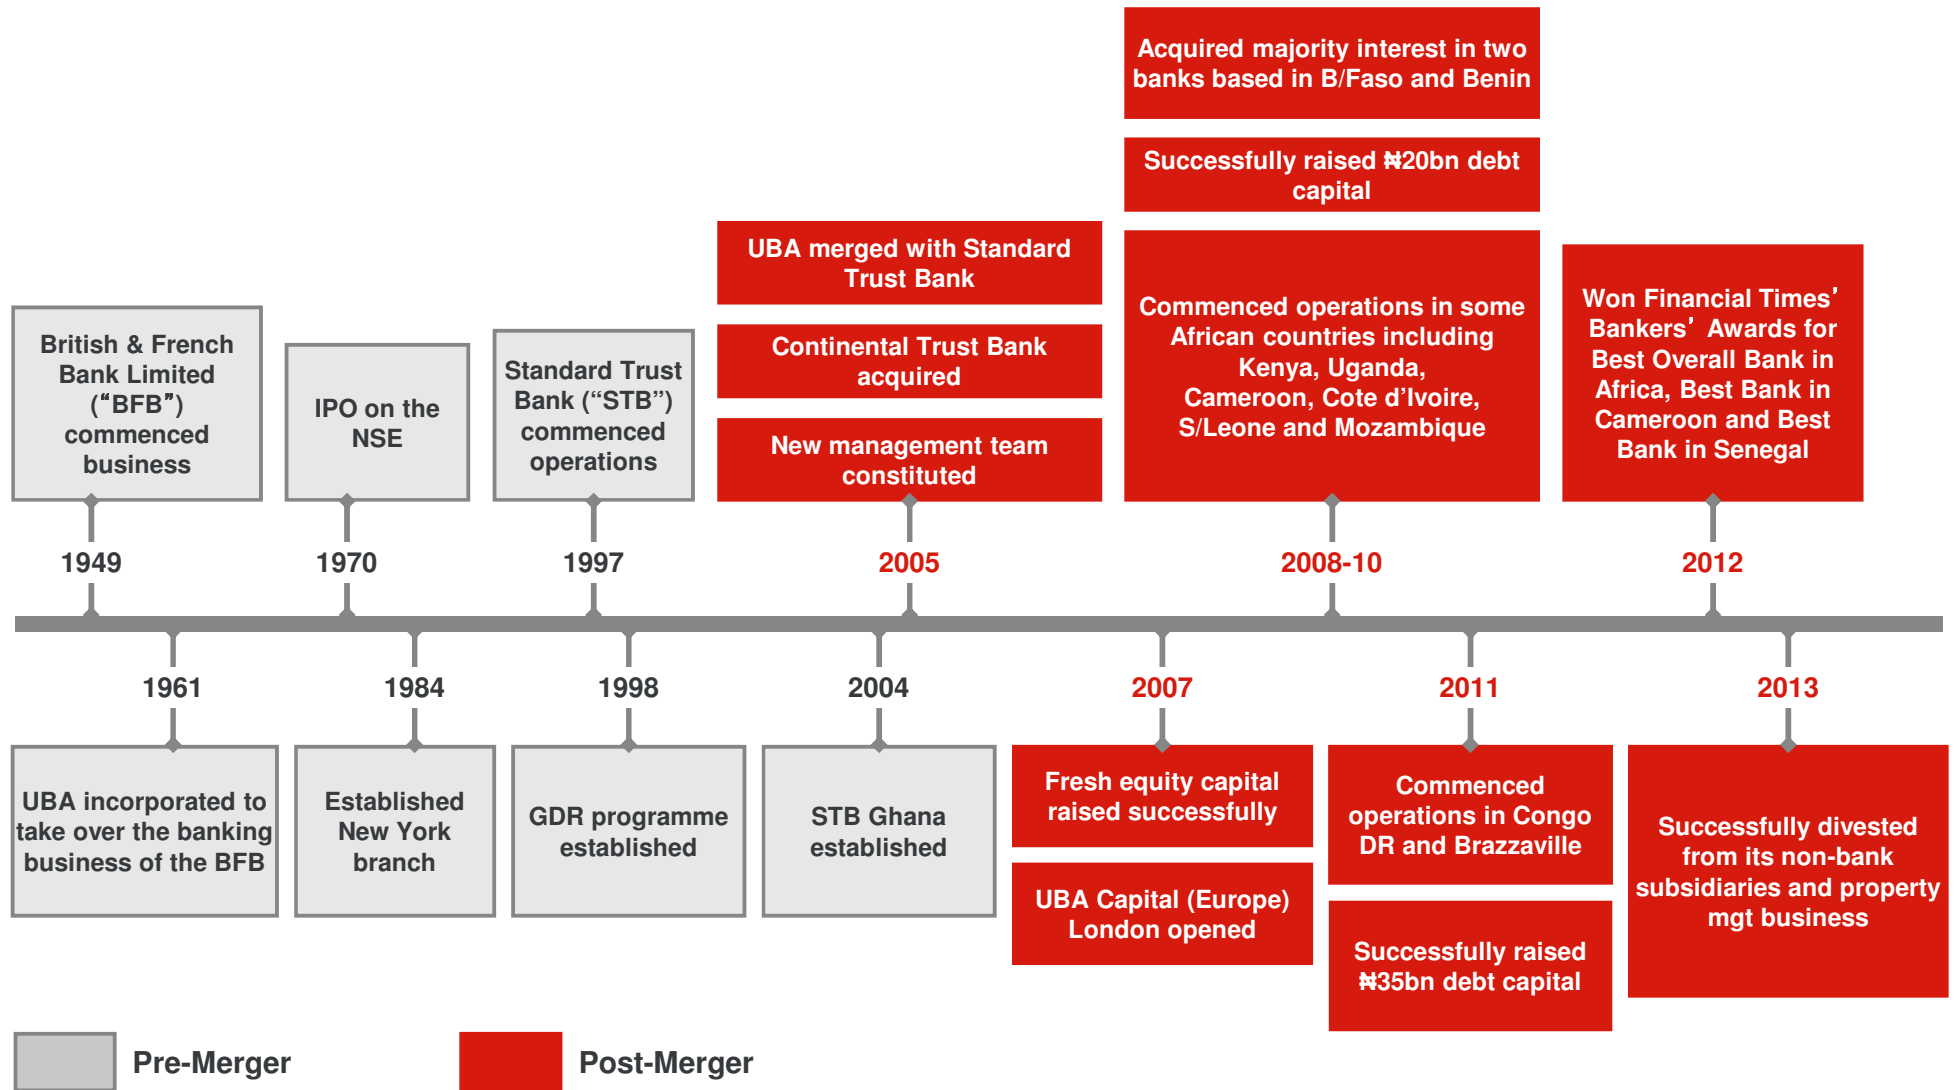 Acquired majority interest in two
banks based in B/Faso and Benin
Successfully raised ₦20bn debt
capital
UBA merged with Standard
Trust Bank
Continental Trust Bank
acquired
New management team
constituted
Commenced operations in some
African countries including
Kenya, Uganda,
Cameroon, Cote d’Ivoire,
S/Leone and Mozambique
Won Financial Times’
Bankers’ Awards for
Best Overall Bank in
Africa, Best Bank in
Cameroon and Best
Bank in Senegal
British & French
Bank Limited
(“BFB”)
commenced
business
IPO on the
NSE
Standard Trust
Bank (“STB”)
commenced
operations
1949
1970
1997
2005
2008-10
2012
1961
1984
1998
2004
2007
2011
2013
UBA incorporated to
take over the banking
business of the BFB
Established
New York
branch
GDR programme
established
STB Ghana
established
Fresh equity capital
raised successfully
UBA Capital (Europe)
London opened
Commenced
operations in Congo
DR and Brazzaville
Successfully raised
₦35bn debt capital
Successfully divested
from its non-bank
subsidiaries and property
mgt business
Pre-Merger
Post-Merger